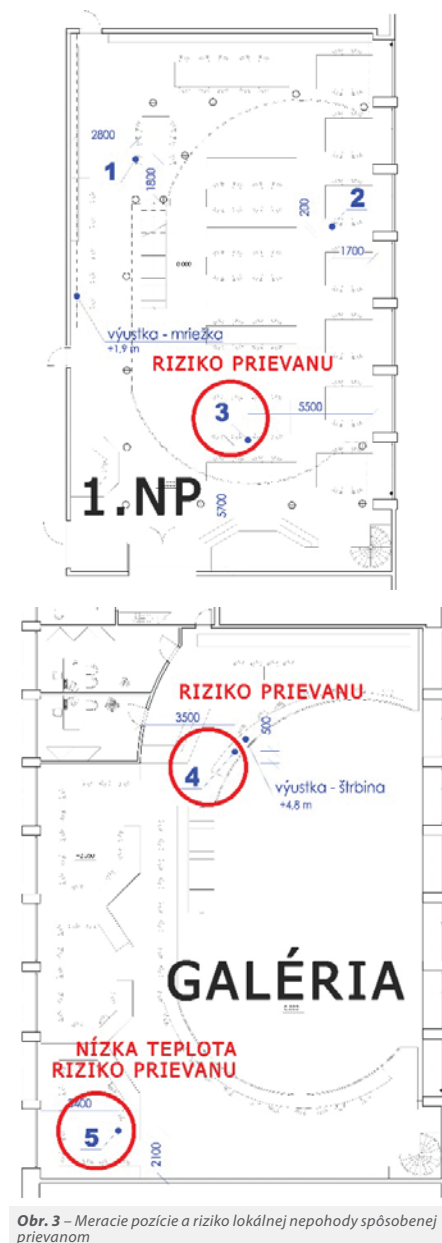 2800
1
1800
200
2
1700
0.000
výustka - mriežka
+1,9 m
RIZIKO PRIEVANU
3
5500
1.NP
5700
RIZIKO PRIEVANU
3500
500
4
výustka - štrbina
+4,8 m
GALÉRIA
NÍZKA TEPLOTA
RIZIKO PRIEVANU
5
2100
Obr. 3 – Meracie pozície a riziko lokálnej nepohody spôsobenej
prievanom